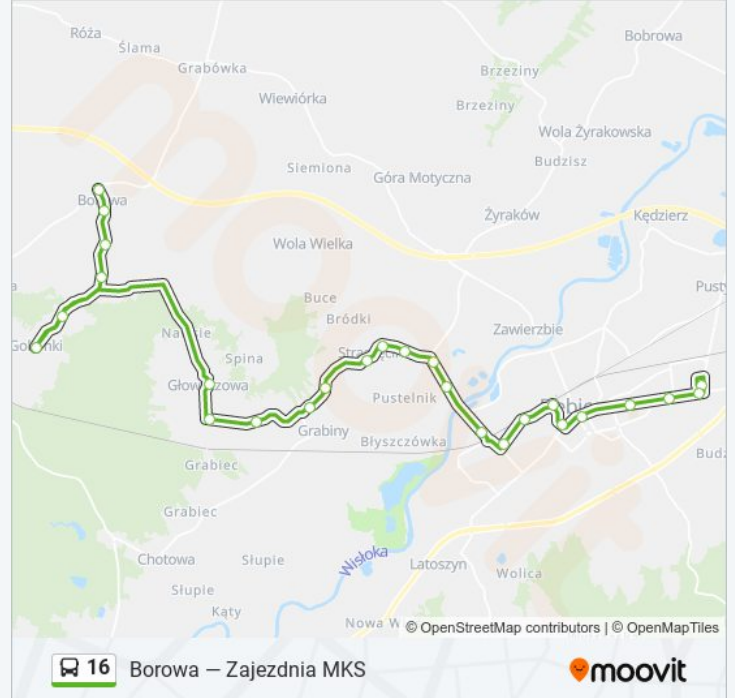 Róża
Ślama
Bobrowa
Grabówka
Brzeziny
Wiewiórka
Brzeziny
Wola Żyrakowska
Siemiona
Budzisz
Góra Motyczna
Borowa
Żyraków
Kędzierz
Wola Wielka
Buce
Bródki
Zawierzbie
Spina
Pustelnik
Grabiny
Błyszczówka
Grabiec
Grabiec
Chotowa
Słupie
Latoszyn
Wisłoka
Wolica
Słupie
Kąty
Nowa W
© OpenStreetMap contributors | © OpenMapTiles
16
Borowa — Zajezdnia MKS
moovit